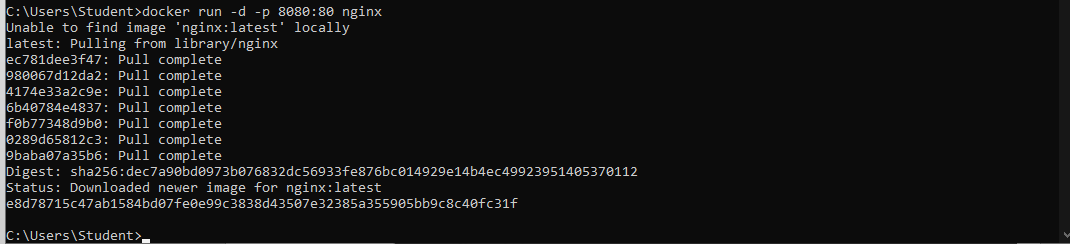 C:\Users\Student>docker run -d -p 8080:80 nginx
Unable to find image 'nginx:latest' locally
latest: Pulling from library/nginx
ec781dee3f47: Pull complete
980067d12da2: Pull complete
4174e33a2c9e: Pull complete
6b40784e4837: Pull complete
f0b77348d9b0: Pull complete
0289d65812c3: Pull complete
9baba07a35b6: Pull complete
Digest: sha256:dec7a90bd0973b076832dc56933fe876bc014929e14b4ec49923951405370112
Status: Downloaded newer image for nginx:latest
e8d78715c47ab1584bd07fe0e99c3838d43507e32385a355905bb9c8c40fc31f
C:\Users\Student>